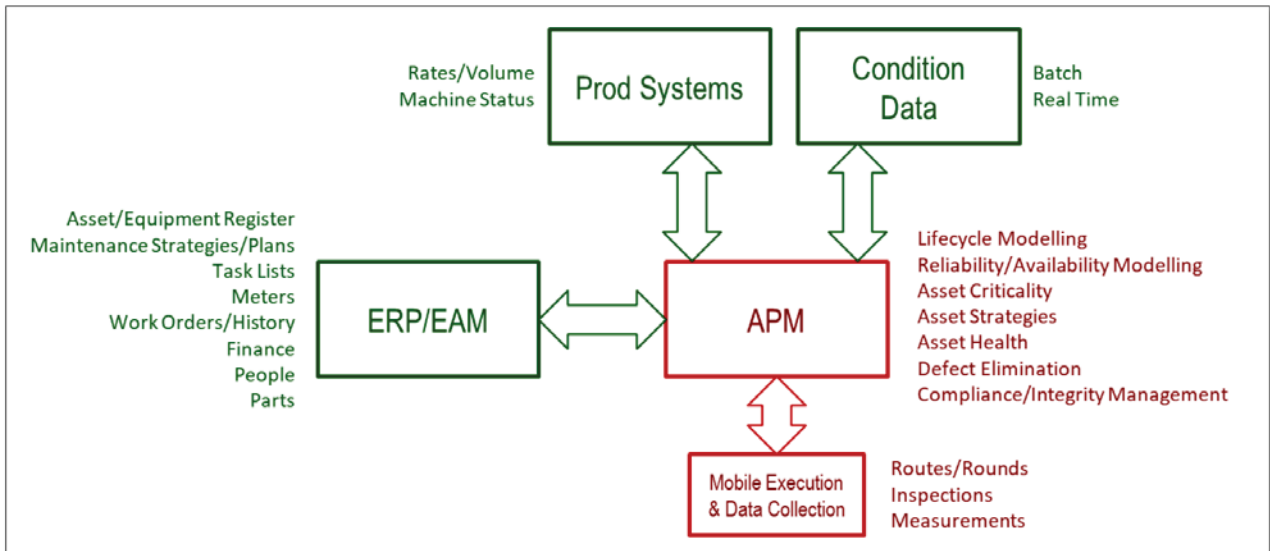 Rates/Volume
Machine Status
Prod Systems
Condition
Data
Batch
Real Time
Asset/Equipment Register
Maintenance Strategies/Plans
Task Lists
Meters
Work Orders/History
Finance
People
Parts
ERP/EAM
APM
Lifecycle Modelling
Reliability/Availability Modelling
Asset Criticality
Asset Strategies
Asset Health
Defect Elimination
Compliance/Integrity Management
Mobile Execution
& Data Collection
Routes/Rounds
Inspections
Measurements